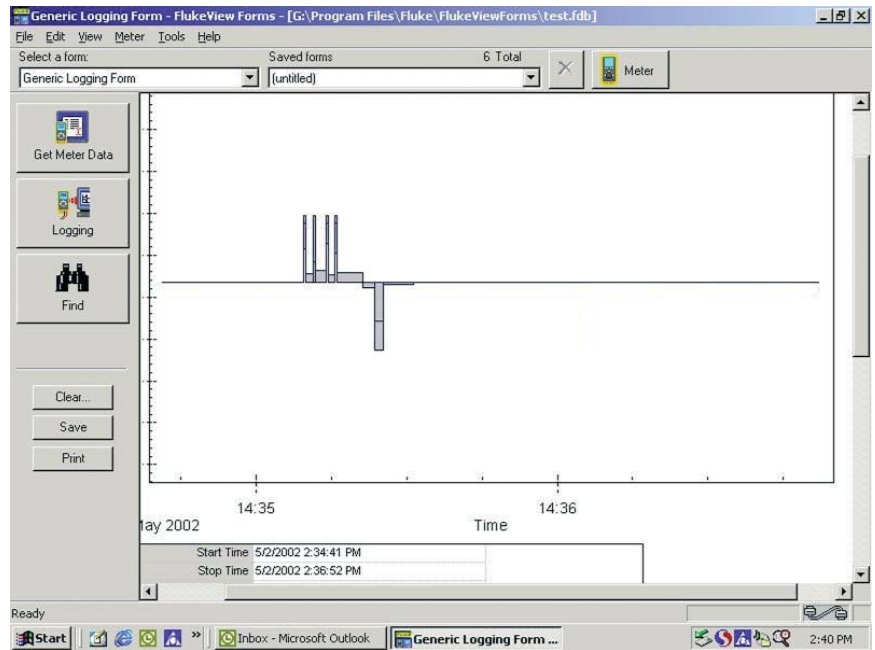 Generic Logging Form - FlukeView Forms - [G:\Program Files\Fluke\FlukeViewForms\test.fdb]
File Edit View Meter Tools Help
Select a form: Saved forms 6 Total
Generic Logging Form (untitled) Meter
Get Meter Data
Logging
Find
Clear...
Save
Print
14:35 14:36
May 2002 Time
Start Time 5/2/2002 2:34:41 PM
Stop Time 5/2/2002 2:36:52 PM
Ready
Start » Inbox - Microsoft Outlook Generic Logging Form ... 2:40 PM